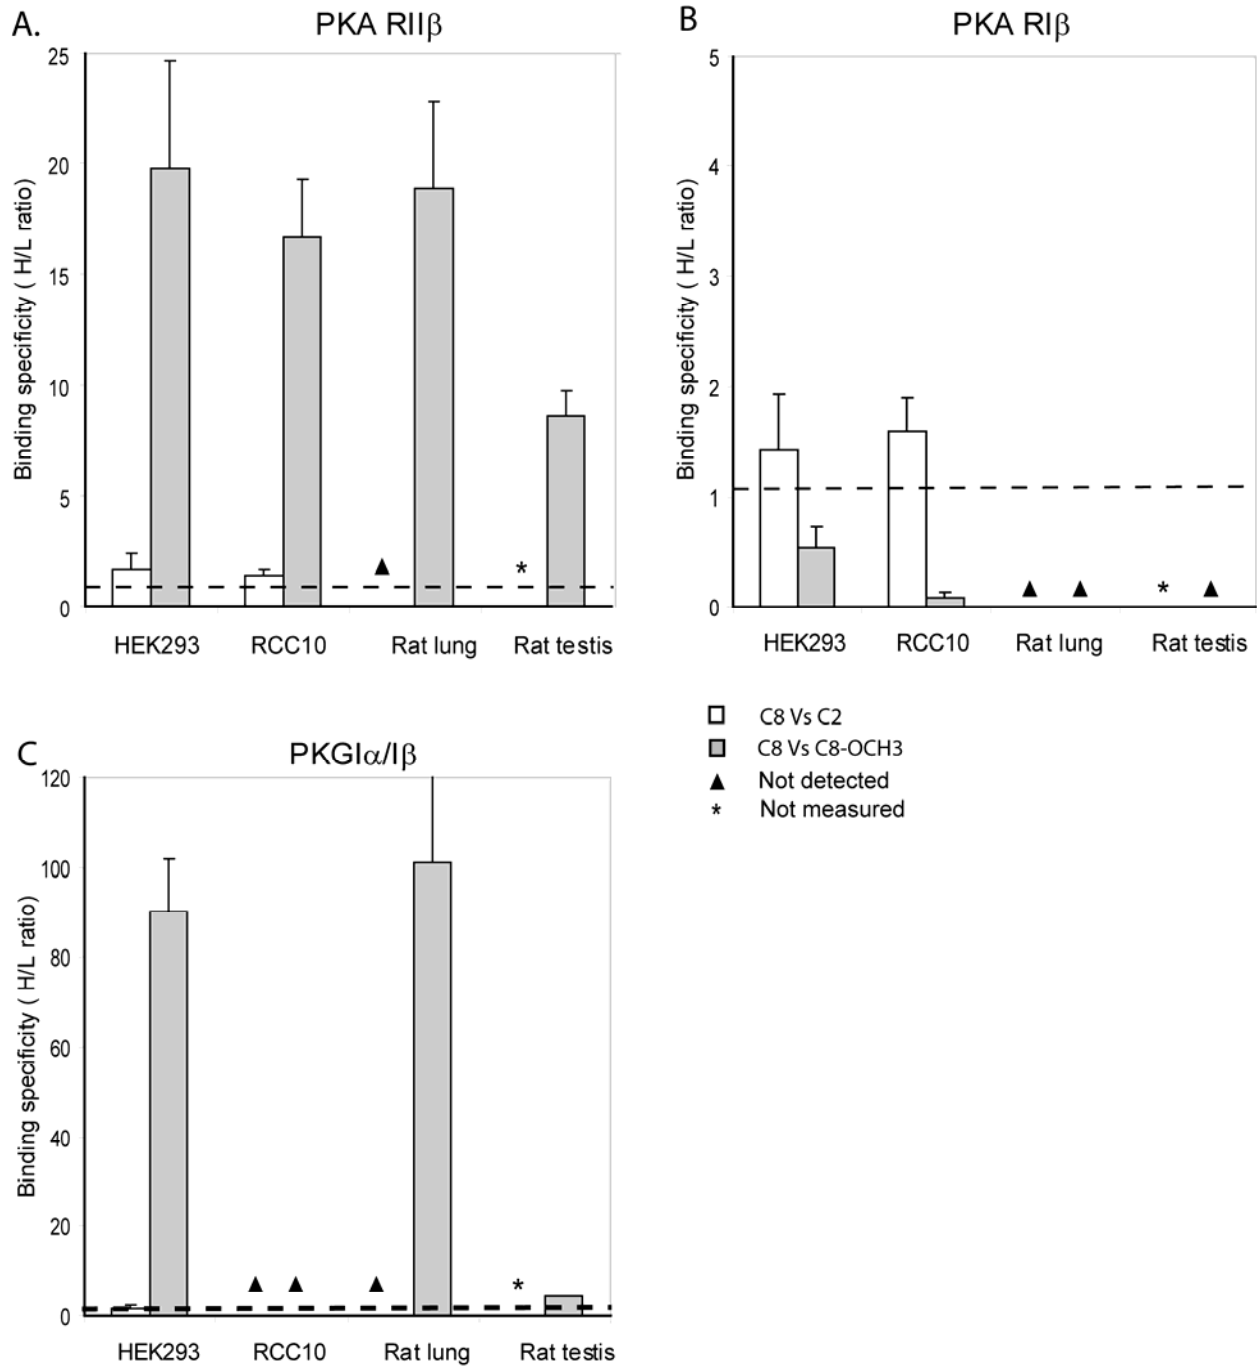 A.
PKA RIIβ
25
20
15
10
5
0
Binding specificity ( H/L ratio)
▲
*
HEK293 RCC10 Rat lung Rat testis
B
PKA RIβ
5
4
3
2
1
0
Binding specificity ( H/L ratio)
▲ ▲ * ▲
HEK293 RCC10 Rat lung Rat testis
C8 Vs C2
C8 Vs C8-OCH3
▲ Not detected
* Not measured
C
PKGIα/Iβ
120
100
80
60
40
20
0
Binding specificity ( H/L ratio)
▲ ▲ ▲ *
HEK293 RCC10 Rat lung Rat testis